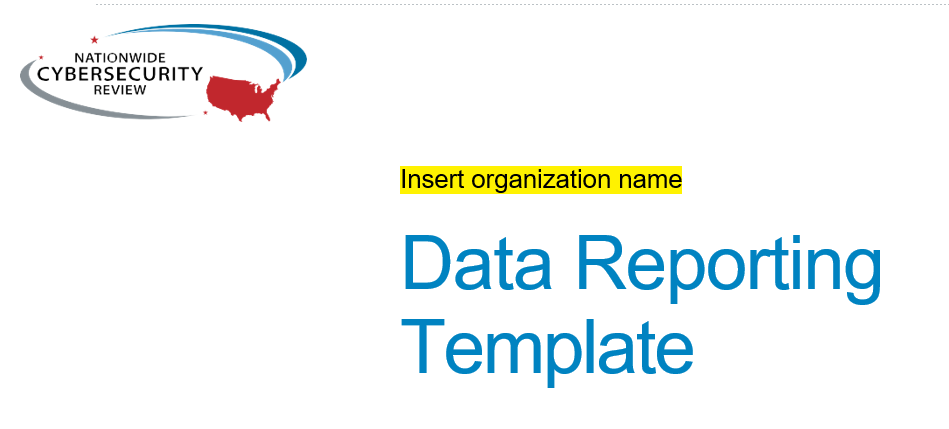 NATIONWIDE
CYBERSECURITY
REVIEW
Insert organization name
Data Reporting
Template